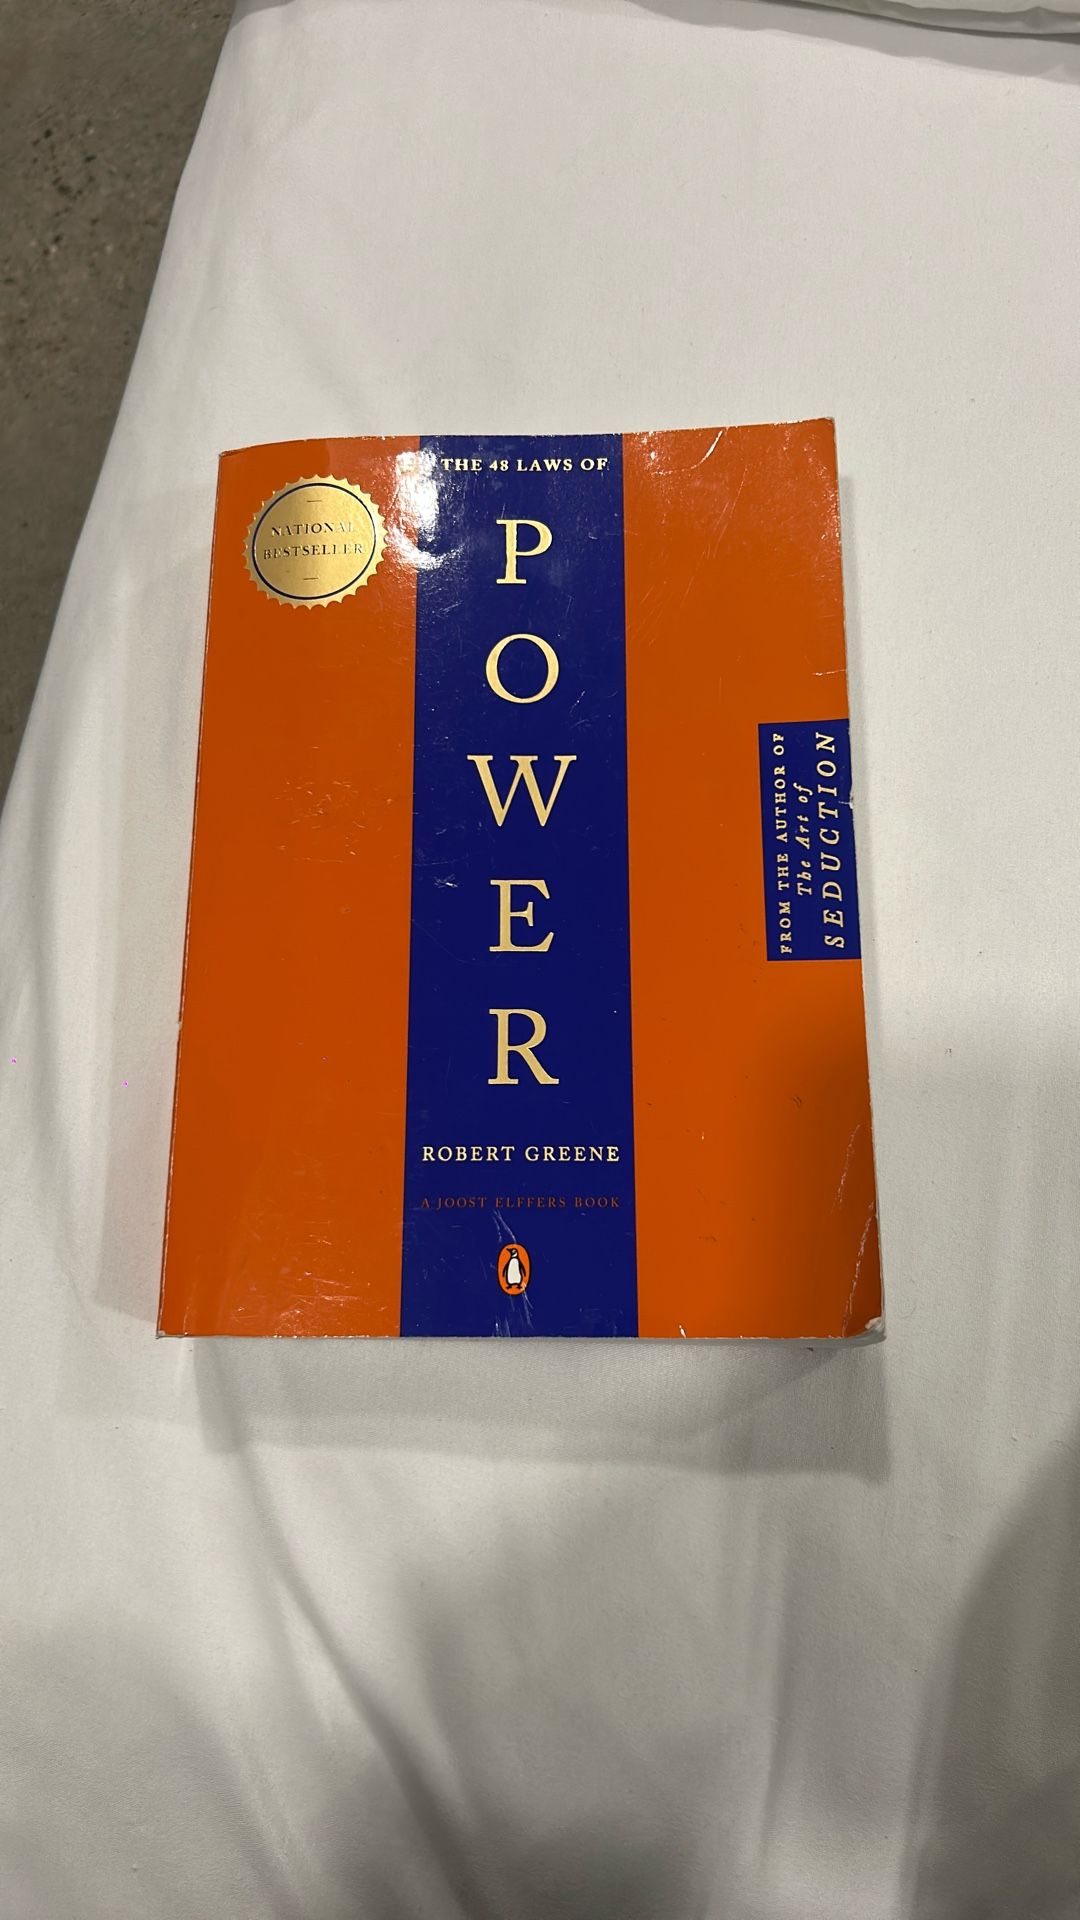 THE 48 LAWS OF
NATIONAL
BESTSELLER
P
O
W
E
R
FROM THE AUTHOR OF
The Art of
SEDUCTION
ROBERT GREENE
A JOOST ELFFERS BOOK